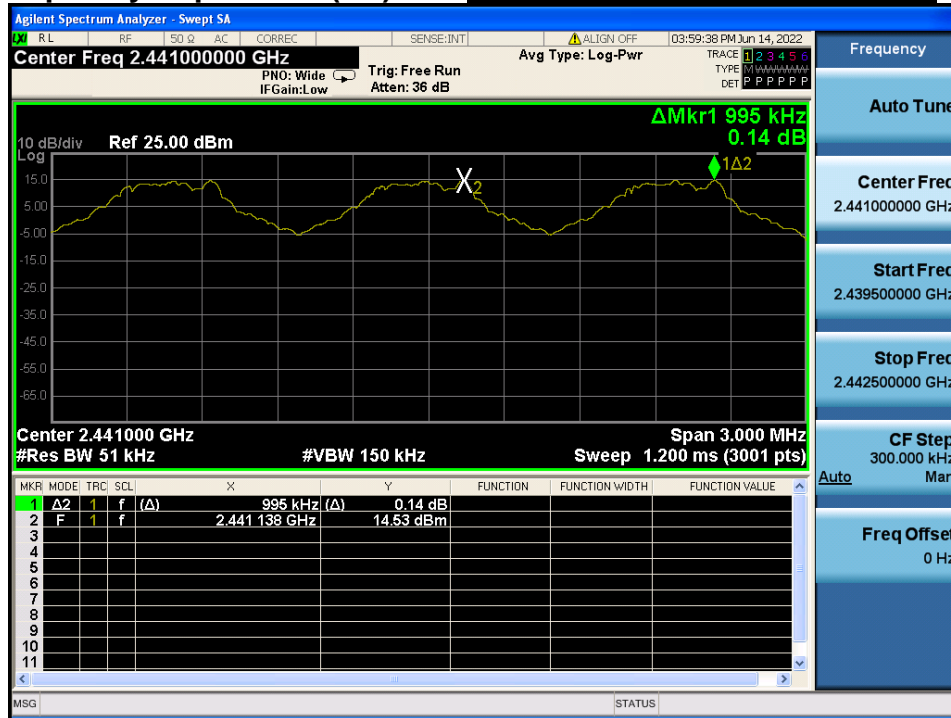 Agilent Spectrum Analyzer - Swept SA
LXI RL RF 50 Ω AC CORREC SENSE:INT ALIGN OFF 03:59:38 PM Jun 14, 2022
Center Freq 2.441000000 GHz
PNO: Wide
IFGain:Low
Trig: Free Run
Atten: 36 dB
Avg Type: Log-Pwr
TRACE 1 2 3 4 5 6
TYPE M
DET P P P P P P
ΔMkr1 995 kHz
0.14 dB
10 dB/div Ref 25.00 dBm
Log
15.0
5.00
-5.00
-15.0
-25.0
-35.0
-45.0
-55.0
-65.0
X2
1Δ2
Center 2.441000 GHz Span 3.000 MHz
#Res BW 51 kHz #VBW 150 kHz Sweep 1.200 ms (3001 pts)
MKR MODE TRC SCL X Y FUNCTION FUNCTION WIDTH FUNCTION VALUE
1 Δ2 1 f (Δ) 995 kHz (Δ) 0.14 dB
2 F 1 f 2.441 138 GHz 14.53 dBm
3
4
5
6
7
8
9
10
11
MSG STATUS
Frequency
Auto Tune
Center Freq
2.441000000 GHz
Start Freq
2.439500000 GHz
Stop Freq
2.442500000 GHz
CF Step
300.000 kHz
Auto Man
Freq Offset
0 Hz